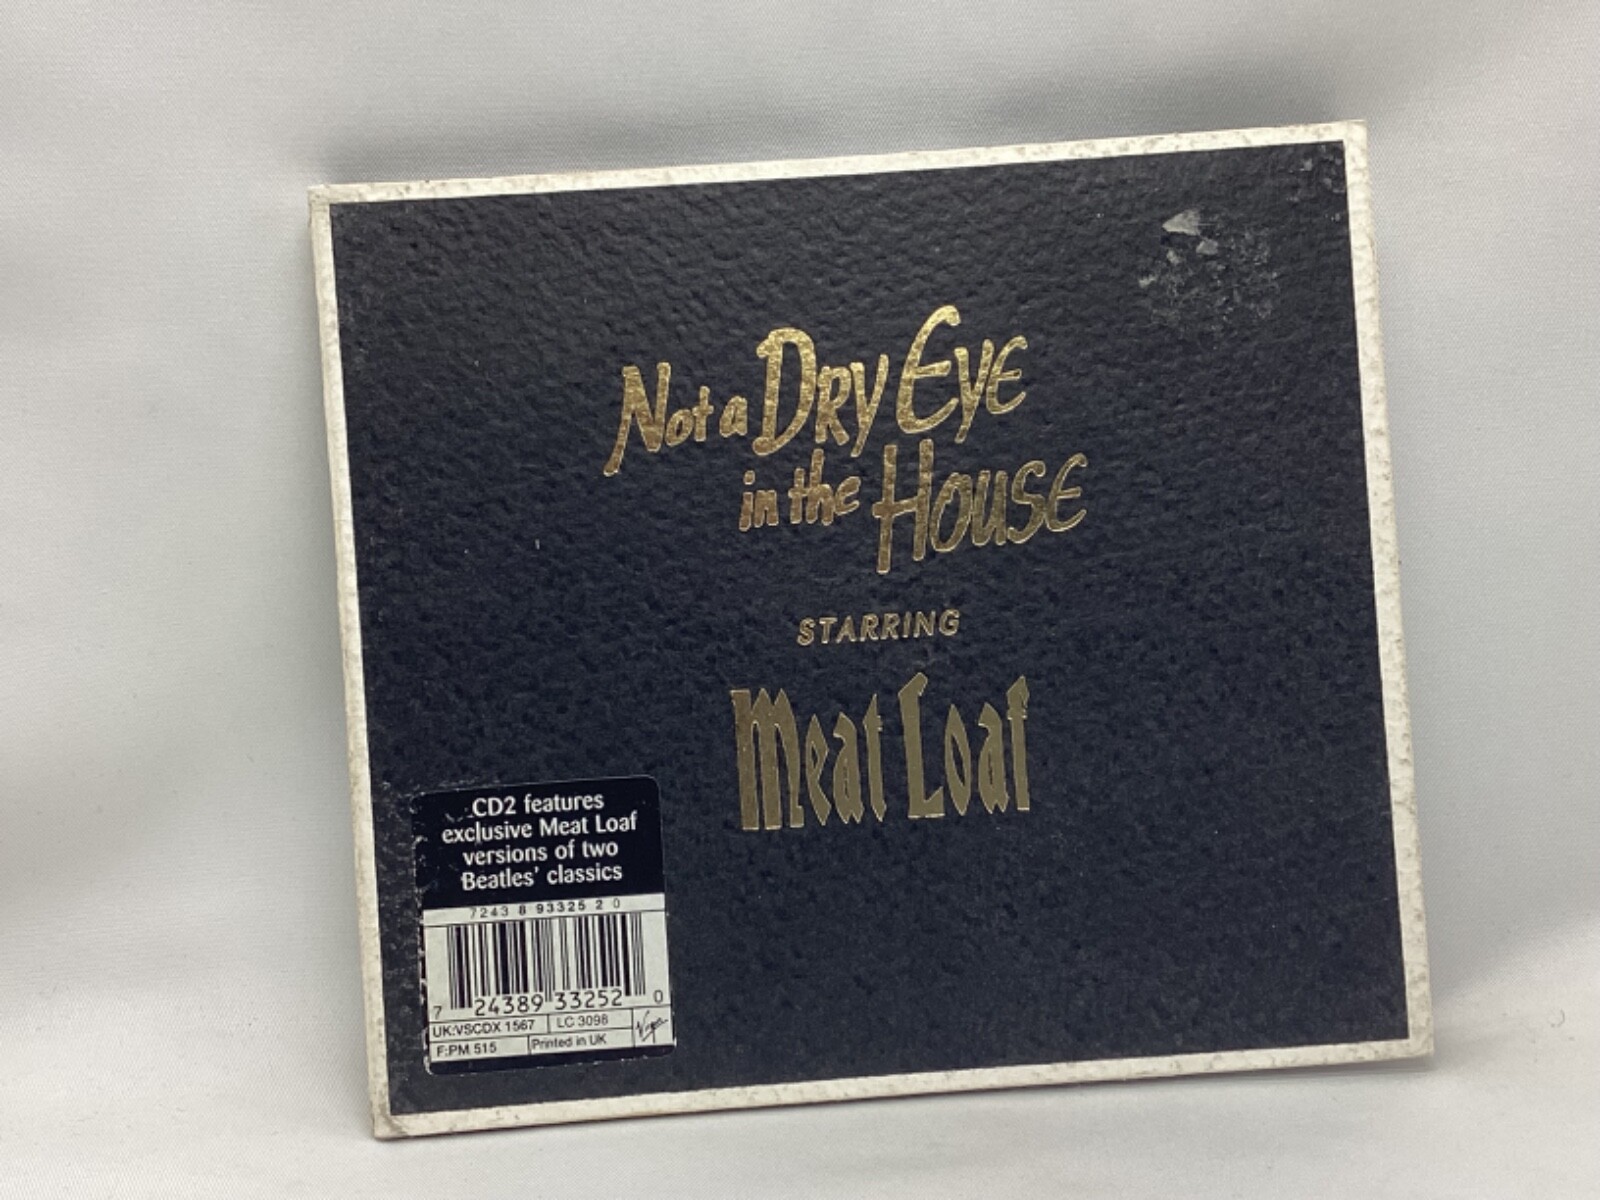 Not a Dry Eye
in the House
STARRING
Meat Loaf
CD2 features
exclusive Meat Loaf
versions of two
Beatles' classics
7243 8 93325 2 0
7 24389 33252 0
UK:VSCDX 1567 LC 3098
F:PM 515 Printed in UK
Virgin